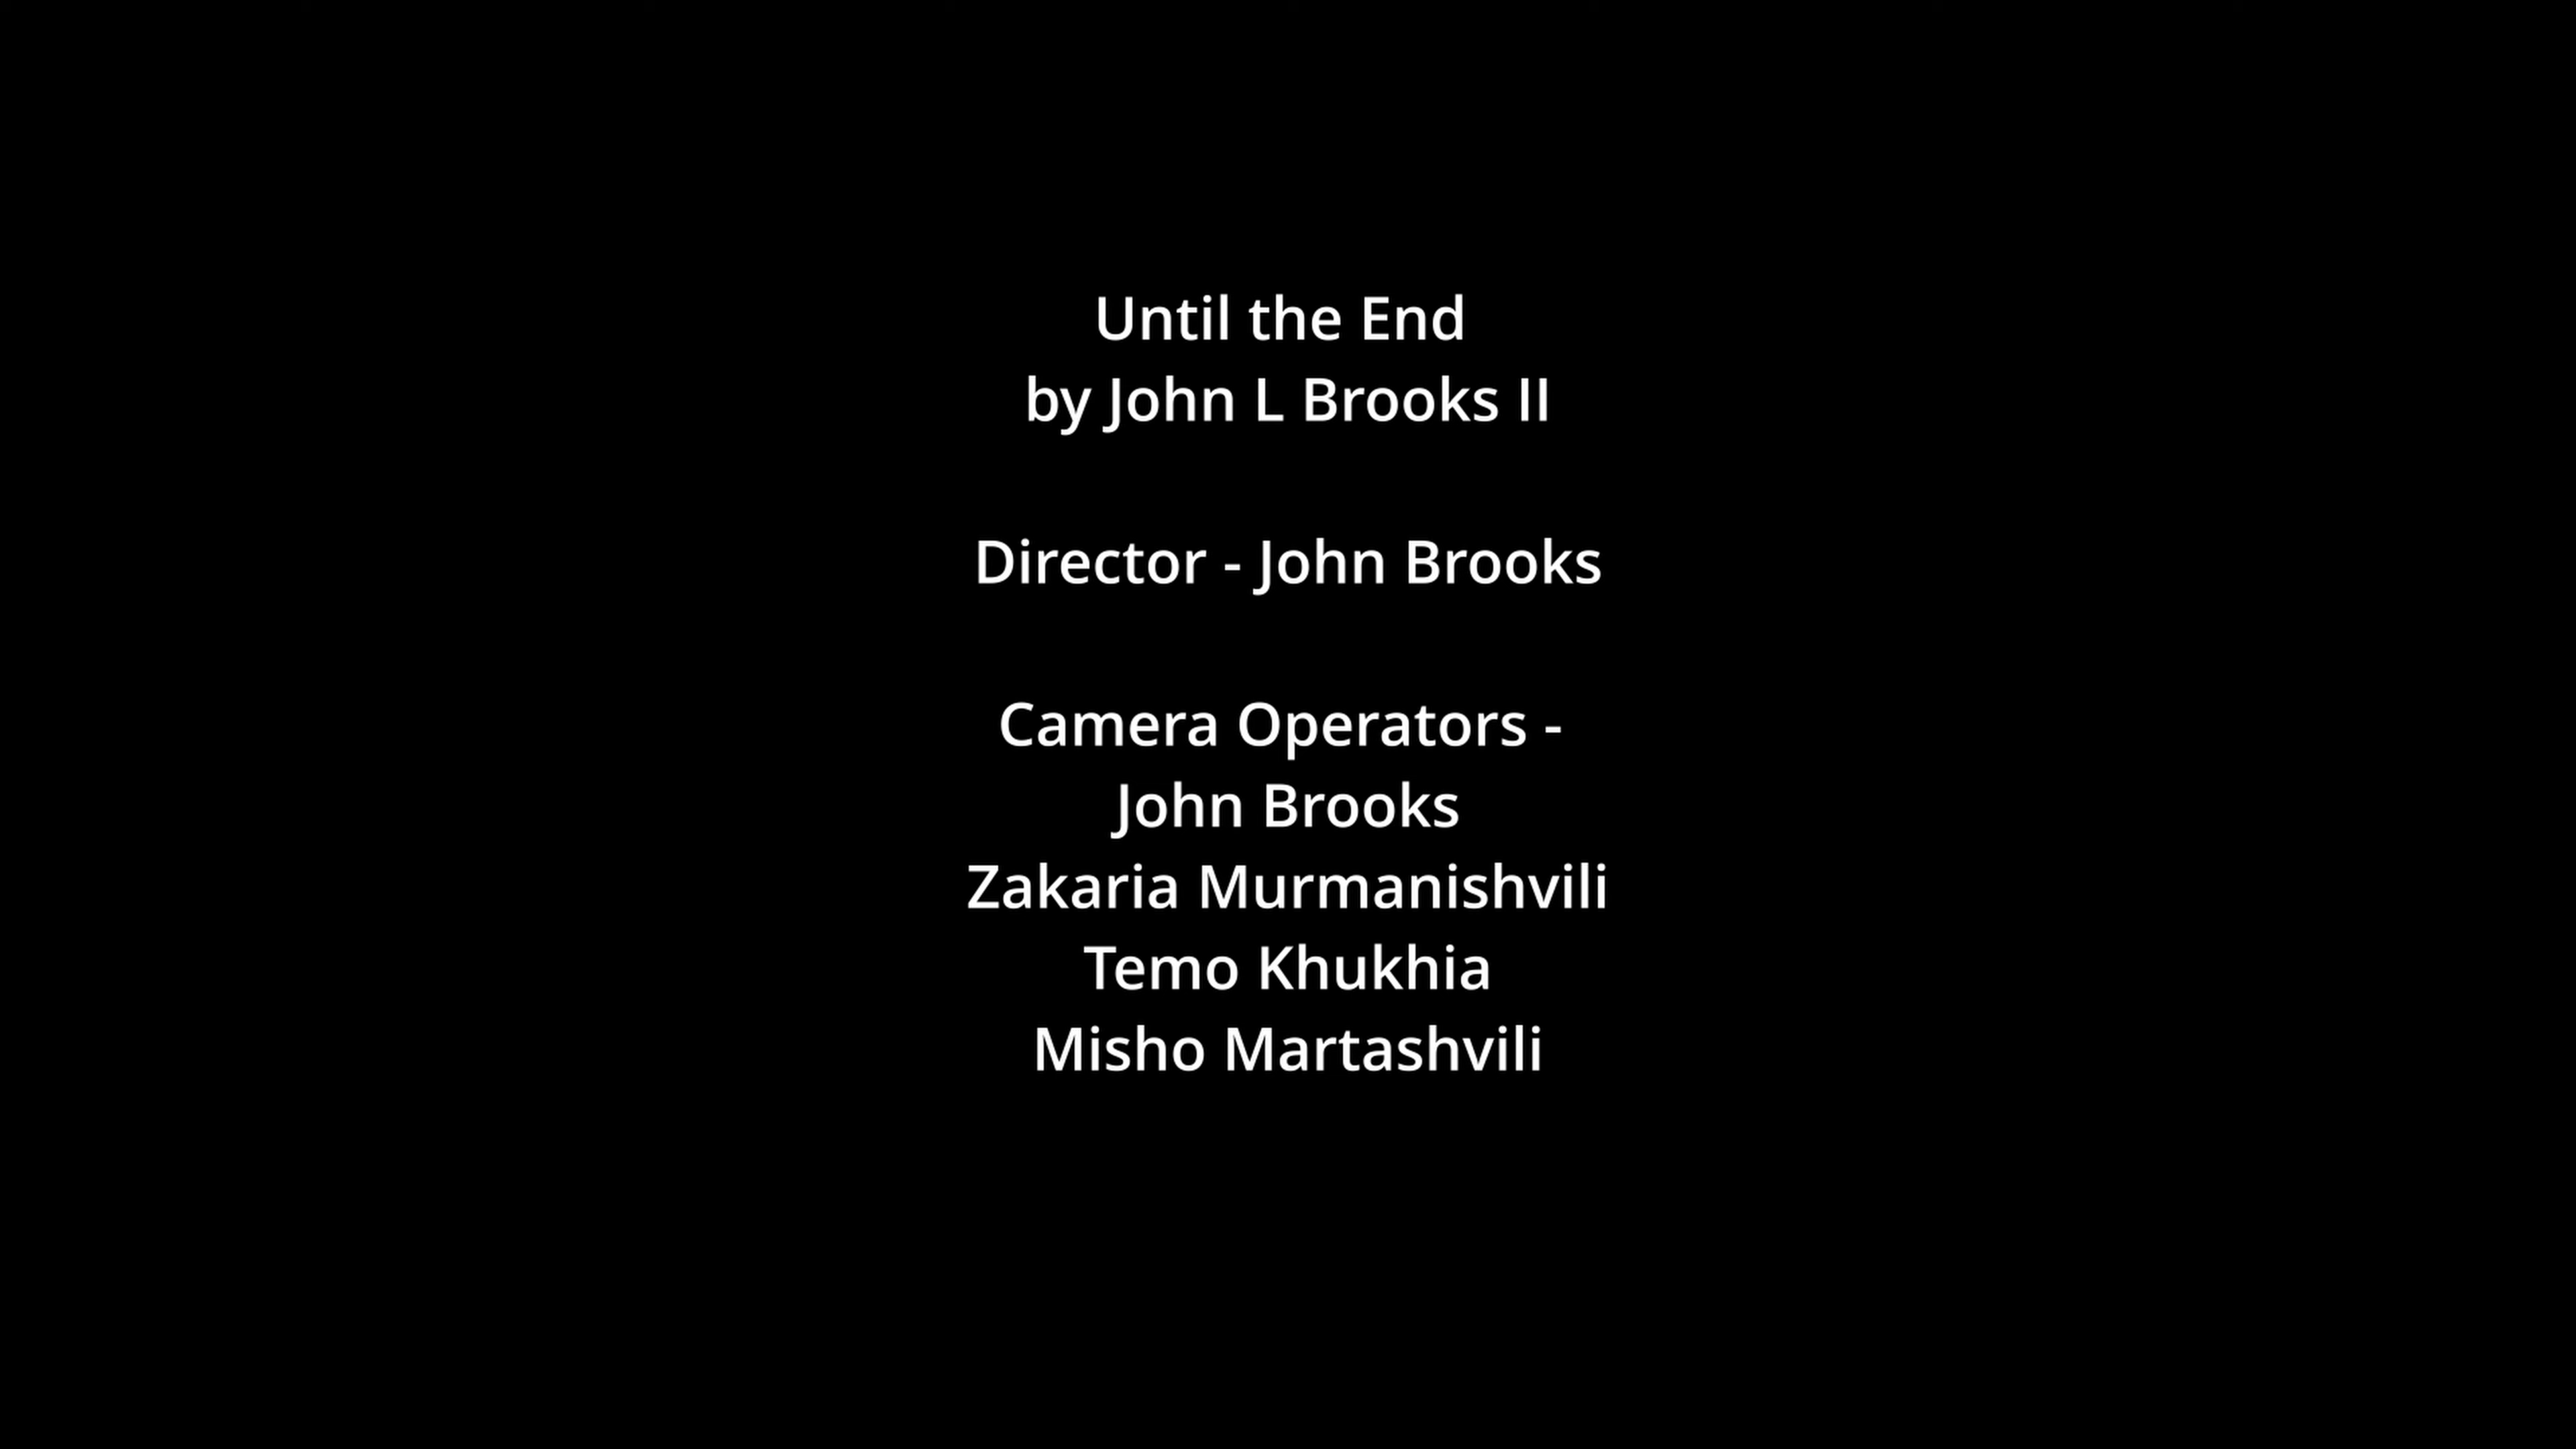 Until the End
by John L Brooks II
Director - John Brooks
Camera Operators -
John Brooks
Zakaria Murmanishvili
Temo Khukhia
Misho Martashvili